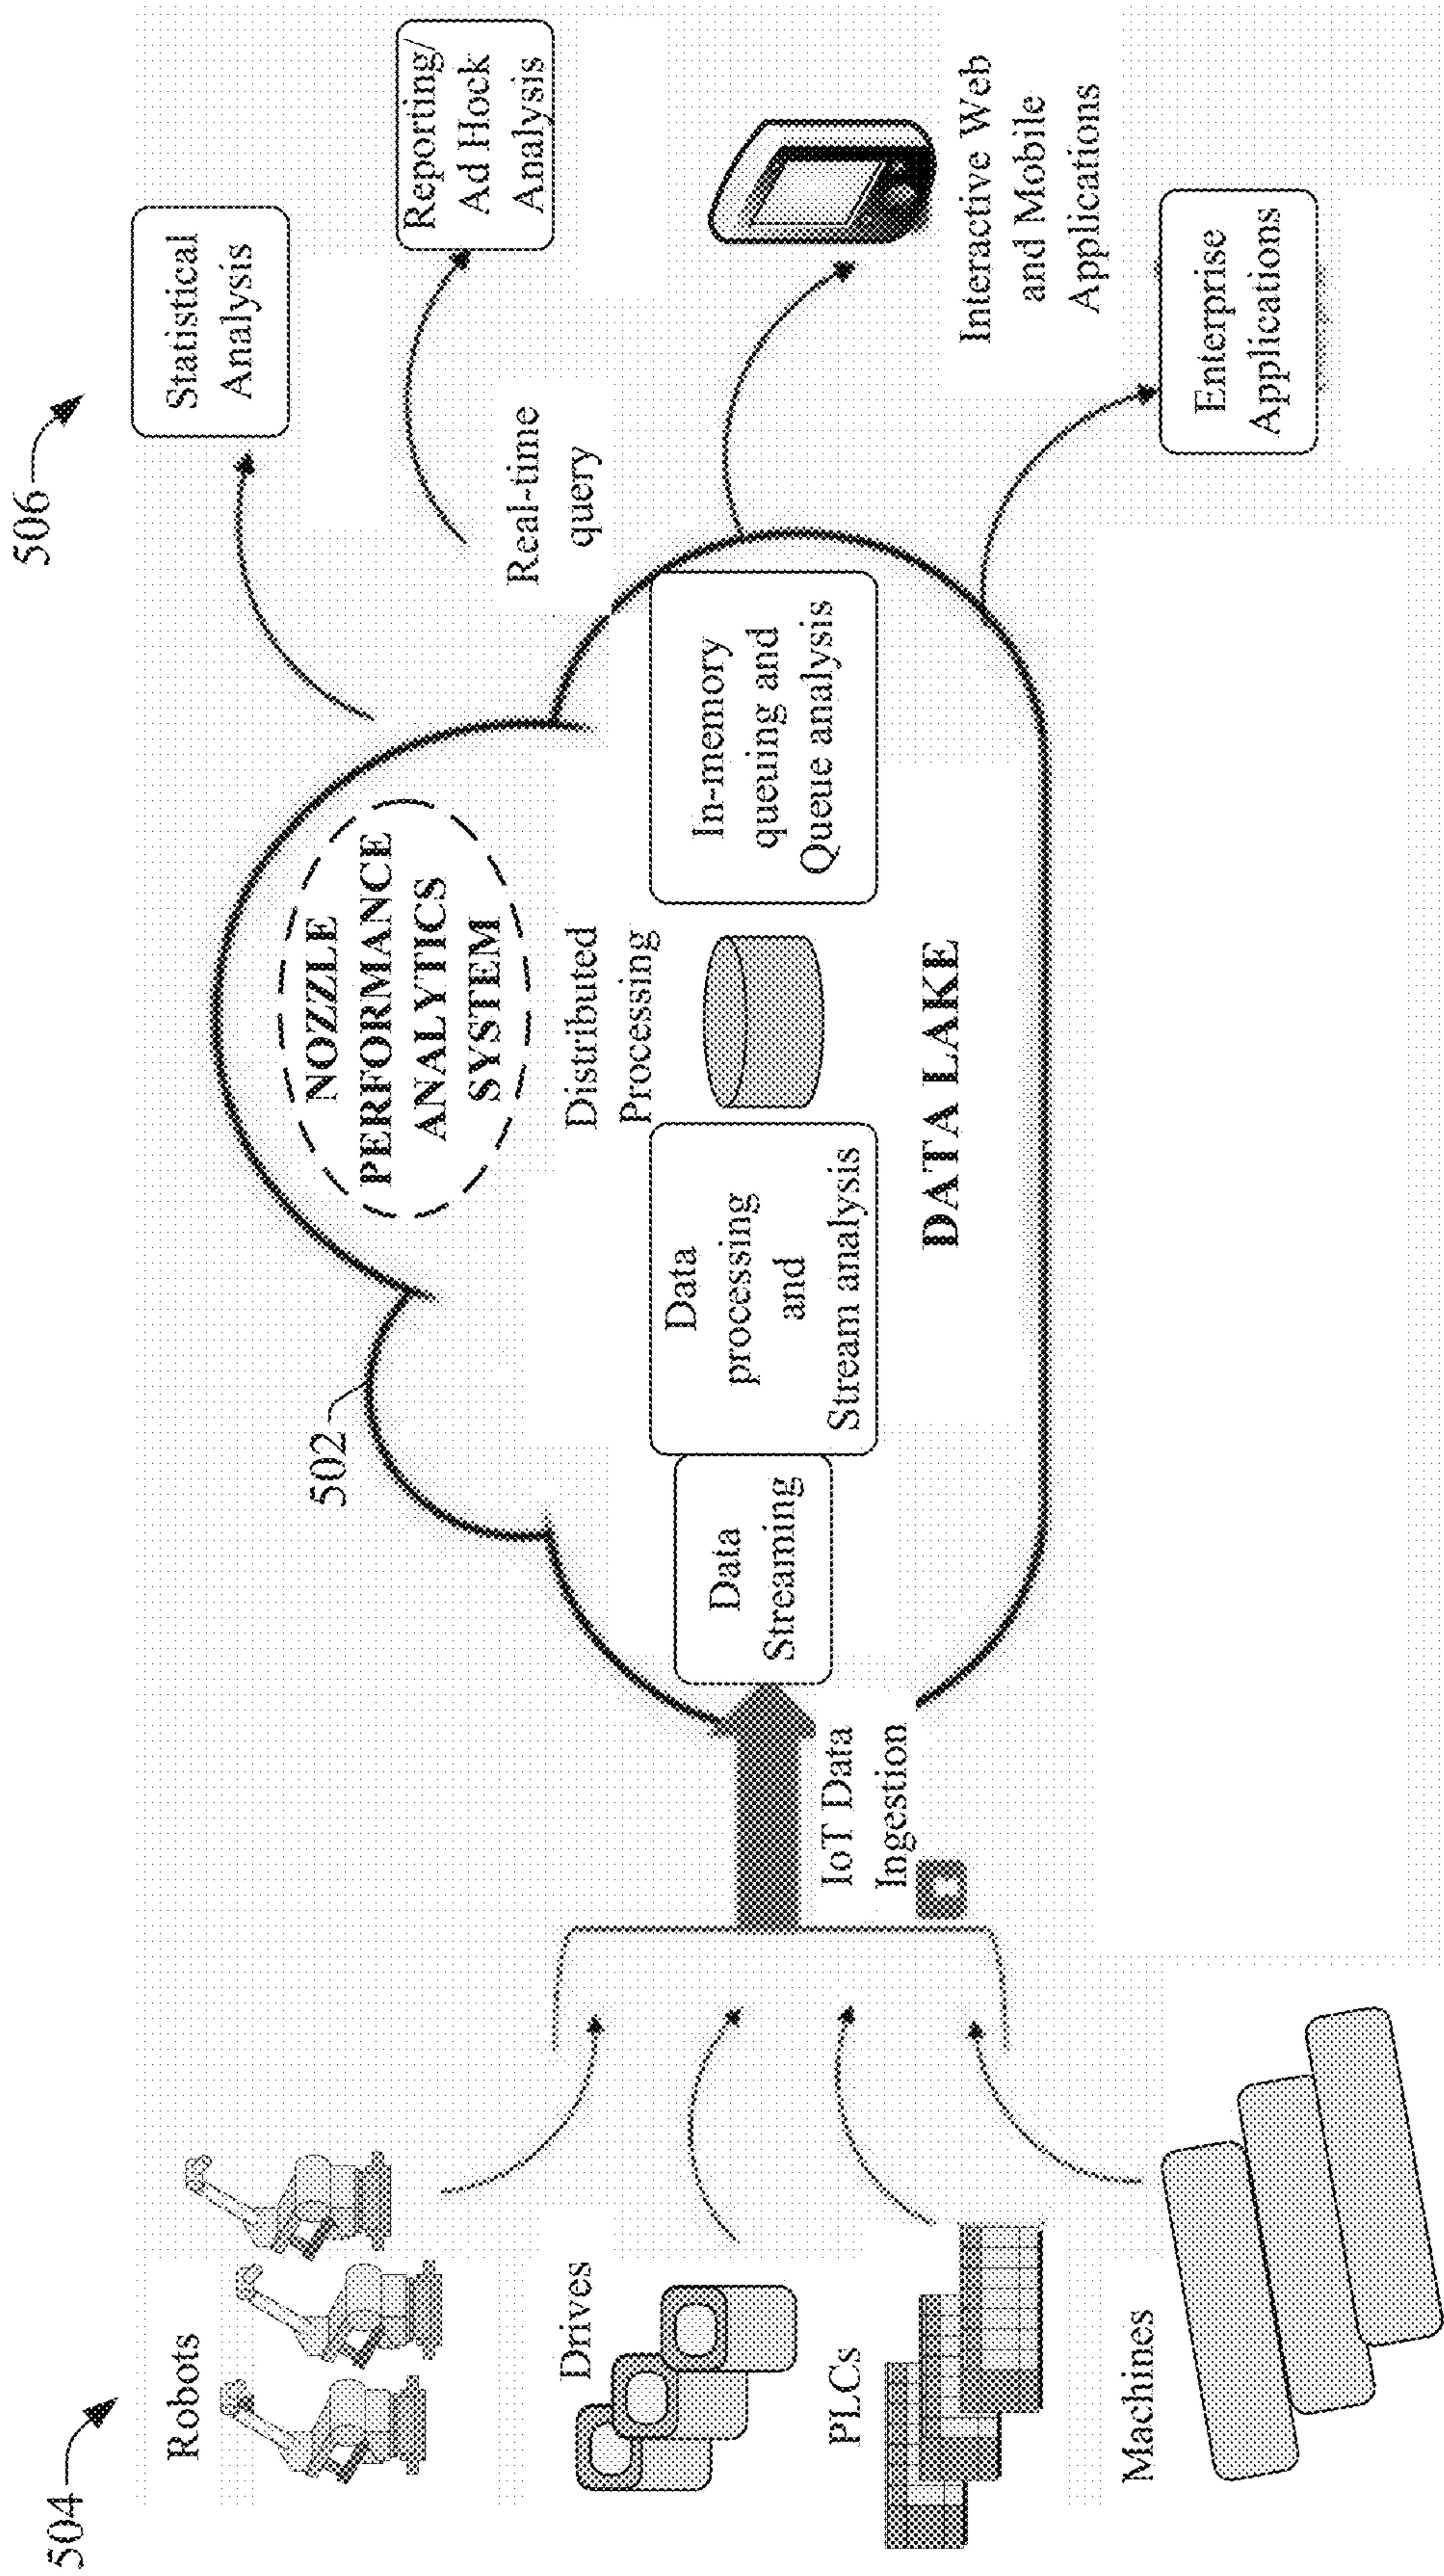 504
Robots
Drives
PLCs
Machines
IoT Data
Ingestion
502
NOZZLE
PERFORMANCE
ANALYTICS
SYSTEM
Distributed
Processing
Data
Streaming
Data
processing
and
Stream analysis
In-memory
queuing and
Queue analysis
DATA LAKE
506
Statistical
Analysis
Reporting/
Ad Hock
Analysis
Real-time
query
Interactive Web
and Mobile
Applications
Enterprise
Applications